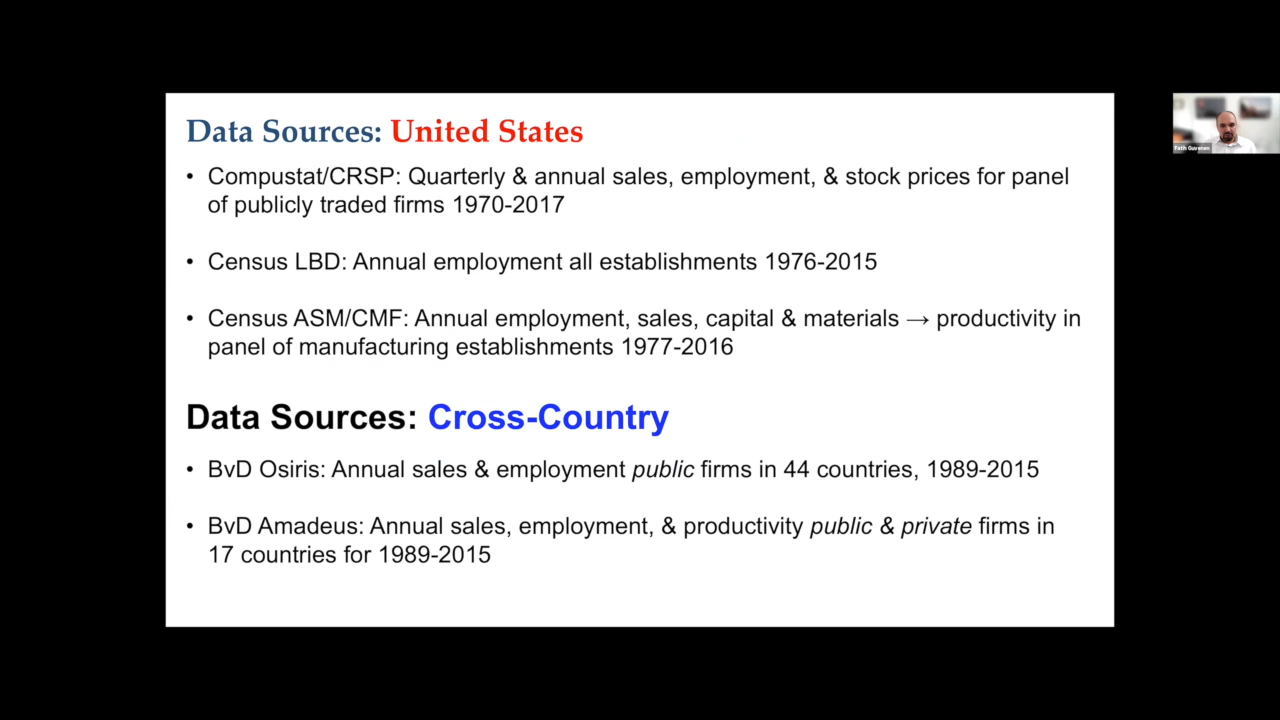 Data Sources: United States
• Compustat/CRSP: Quarterly & annual sales, employment, & stock prices for panel
of publicly traded firms 1970-2017
• Census LBD: Annual employment all establishments 1976-2015
• Census ASM/CMF: Annual employment, sales, capital & materials → productivity in
panel of manufacturing establishments 1977-2016
Data Sources: Cross-Country
• BvD Osiris: Annual sales & employment public firms in 44 countries, 1989-2015
• BvD Amadeus: Annual sales, employment, & productivity public & private firms in
17 countries for 1989-2015
Fatih Guvenen